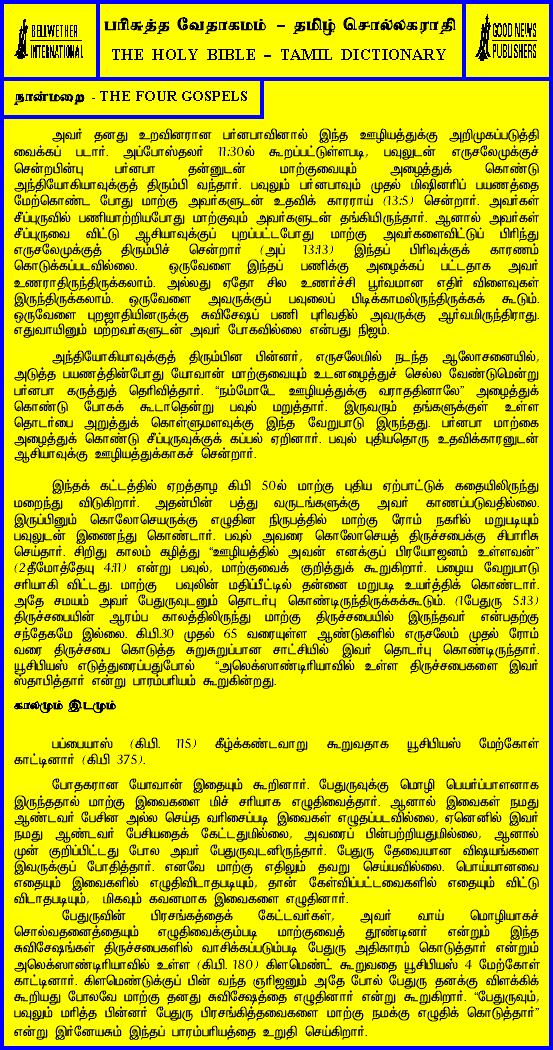 BELLWETHER
INTERNATIONAL
பரிசுத்த வேதாகமம் – தமிழ் சொல்லகராதி
THE HOLY BIBLE – TAMIL DICTIONARY
GOOD NEWS
PUBLISHERS
நான்மறை - THE FOUR GOSPELS
அவர் தனது உறவினரான பர்னபாவினால் இந்த ஊழியத்துக்கு அறிமுகப்படுத்தி
வைக்கப் படார். அப்போஸ்தலர் 11:30ல் கூறப்பட்டுள்ளபடி, பவுலுடன் எருசலேமுக்குச்
சென்றபின்பு பர்னபா தன்னுடன் மாற்குவையும் அழைத்துக் கொண்டு
அந்தியோகியாவுக்குத் திரும்பி வந்தார். பவுலும் பர்னபாவும் முதல் மிஷினரிப் பயணத்தை
மேற்கொண்ட போது மாற்கு அவர்களுடன் உதவிக் காரராய் (13:5) சென்றார். அவர்கள்
சீப்புருவில் பணியாற்றியபோது மாற்குவும் அவர்களுடன் தங்கியிருந்தார். ஆனால் அவர்கள்
சீப்புருவை விட்டு ஆசியாவுக்குப் புறப்பட்டபோது மாற்கு அவர்களைவிட்டுப் பிரிந்து
எருசலேமுக்குத் திரும்பிச் சென்றார் (அப் 13:13) இந்தப் பிரிவுக்குக் காரணம்
கொடுக்கப்படவில்லை. ஒருவேளை இந்தப் பணிக்கு அழைக்கப் பட்டதாக அவர்
உணராதிருந்திருக்கலாம். அல்லது ஏதோ சில உணர்ச்சி பூர்வமான எதிர் விளைவுகள்
இருந்திருக்கலாம். ஒருவேளை அவருக்குப் பவுலைப் பிடிக்காமலிருந்திருக்கக் கூடும்.
ஒருவேளை புறஜாதியினருக்கு சுவிசேஷப் பணி புரிவதில் அவருக்கு ஆர்வமிருந்திராது.
எதுவாயினும் மற்றவர்களுடன் அவர் போகவில்லை என்பது நிஜம்.
அந்தியோகியாவுக்குத் திரும்பின பின்னர், எருசலேமில் நடந்த ஆலோசனையில்,
அடுத்த பயணத்தின்போது யோவான் மாற்குவையும் உடனழைத்துச் செல்ல வேண்டுமென்று
பர்னபா கருத்துத் தெரிவித்தார். "நம்மோடே ஊழியத்துக்கு வராததினாலே" அழைத்துக்
கொண்டு போகக் கூடாதென்று பவுல் மறுத்தார். இருவரும் தங்களுக்குள் உள்ள
தொடர்பை அறுத்துக் கொள்ளுமளவுக்கு இந்த வேறுபாடு இருந்தது. பர்னபா மாற்கை
அழைத்துக் கொண்டு சீப்புருவுக்குக் கப்பல் ஏறினார். பவுல் புதியதொரு உதவிக்காரனுடன்
ஆசியாவுக்கு ஊழியத்துக்காகச் சென்றார்.
இந்தக் கட்டத்தில் ஏறத்தாழ கி.பி 50ல் மாற்கு புதிய ஏற்பாட்டுக் கதையிலிருந்து
மறைந்து விடுகிறார். அதன்பின் பத்து வருடங்களுக்கு அவர் காணப்படுவதில்லை.
இருப்பினும் கொலோசெயருக்கு எழுதின நிருபத்தில் மாற்கு ரோம் நகரில் மறுபடியும்
பவுலுடன் இணைந்து கொண்டார். பவுல் அவரை கொலோசெயத் திருச்சபைக்கு சிபாரிசு
செய்தார். சிறிது காலம் கழித்து "ஊழியத்தில் அவன் எனக்குப் பிரயோஜனம் உள்ளவன்"
(2தீமோத்தேயு 4:11) என்று பவுல், மாற்குவைக் குறித்துக் கூறுகிறார். பழைய வேறுபாடு
சரியாகி விட்டது. மாற்கு பவுலின் மதிப்பீட்டில் தன்னை மறுபடி உயர்த்திக் கொண்டார்.
அதே சமயம் அவர் பேதுருவுடனும் தொடர்பு கொண்டிருந்திருக்கக்கூடும். (1பேதுரு 5:13)
திருச்சபையின் ஆரம்ப காலத்திலிருந்து மாற்கு திருச்சபையில் இருந்தவர் என்பதற்கு
சந்தேகமே இல்லை. கி.பி.30 முதல் 65 வரையுள்ள ஆண்டுகளில் எருசலேம் முதல் ரோம்
வரை திருச்சபை கொடுத்த சுறுசுறுப்பான சாட்சியில் இவர் தொடர்பு கொண்டிருந்தார்.
யூசிபியஸ் எடுத்துரைப்பதுபோல் "அலெக்ஸாண்டிரியாவில் உள்ள திருச்சபைகளை இவர்
ஸ்தாபித்தார் என்று பாரம்பரியம் கூறுகின்றது.
காலமும் இடமும்
பப்பையாஸ் (கி.பி. 115) கீழ்க்கண்டவாறு கூறுவதாக யூசிபியஸ் மேற்கோள்
காட்டினார் (கி.பி 375).
போதகரான யோவான் இதையும் கூறினார். பேதுருவுக்கு மொழி பெயர்ப்பாளனாக
இருந்ததால் மாற்கு இவைகளை மிச் சரியாக எழுதிவைத்தார். ஆனால் இவைகள் நமது
ஆண்டவர் பேசின அல்ல செய்த வரிசைப்படி இவைகள் எழுதப்படவில்லை, ஏனெனில் இவர்
நமது ஆண்டவர் பேசியதைக் கேட்டதுமில்லை, அவரைப் பின்பற்றியதுமில்லை, ஆனால்
முன் குறிப்பிட்டது போல அவர் பேதுருவுடனிருந்தார். பேதுரு தேவையான விஷயங்களை
இவருக்குப் போதித்தார். எனவே மாற்கு எதிலும் தவறு செய்யவில்லை. பொய்யானவை
எதையும் இவைகளில் எழுதிவிடாதபடியும், தான் கேள்விப்பட்டவைகளில் எதையும் விட்டு
விடாதபடியும், மிகவும் கவனமாக இவைகளை எழுதினார்.
பேதுருவின் பிரசங்கத்தைக் கேட்டவர்கள், அவர் வாய் மொழியாகச்
சொல்வதனைத்தையும் எழுதிவைக்கும்படி மாற்குவைத் தூண்டினர் என்றும் இந்த
சுவிசேஷங்கள் திருச்சபைகளில் வாசிக்கப்படும்படி பேதுரு அதிகாரம் கொடுத்தார் என்றும்
அலெக்ஸாண்டிரியாவில் உள்ள (கி.பி. 180) கிளமெண்ட் கூறுவதை யூசிபியஸ் 4 மேற்கோள்
காட்டினார். கிளமெண்டுக்குப் பின் வந்த ஞரிஜனும் அதே போல் பேதுரு தனக்கு விளக்கிக்
கூறியது போலவே மாற்கு தனது சுவிசேஷத்தை எழுதினார் என்று கூறுகிறார். "பேதுருவும்,
பவுலும் மரித்த பின்னர் பேதுரு பிரசங்கித்தவைகளை மாற்கு நமக்கு எழுதிக் கொடுத்தார்"
என்று இர்னேயசும் இந்தப் பாரம்பரியத்தை உறுதி செய்கிறார்.